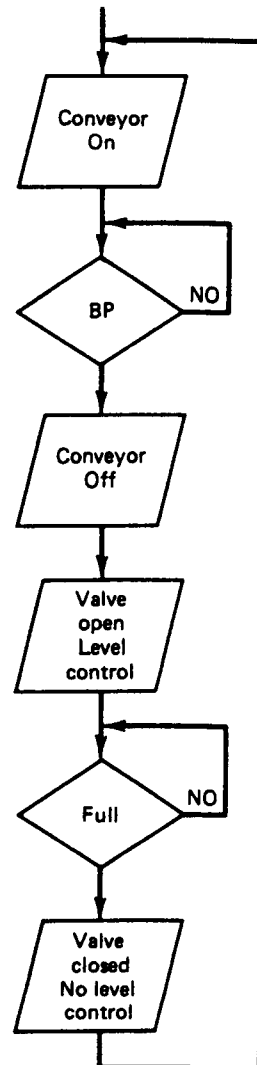 Conveyor
On
BP
NO
Conveyor
Off
Valve
open
Level
control
Full
NO
Valve
closed
No level
control